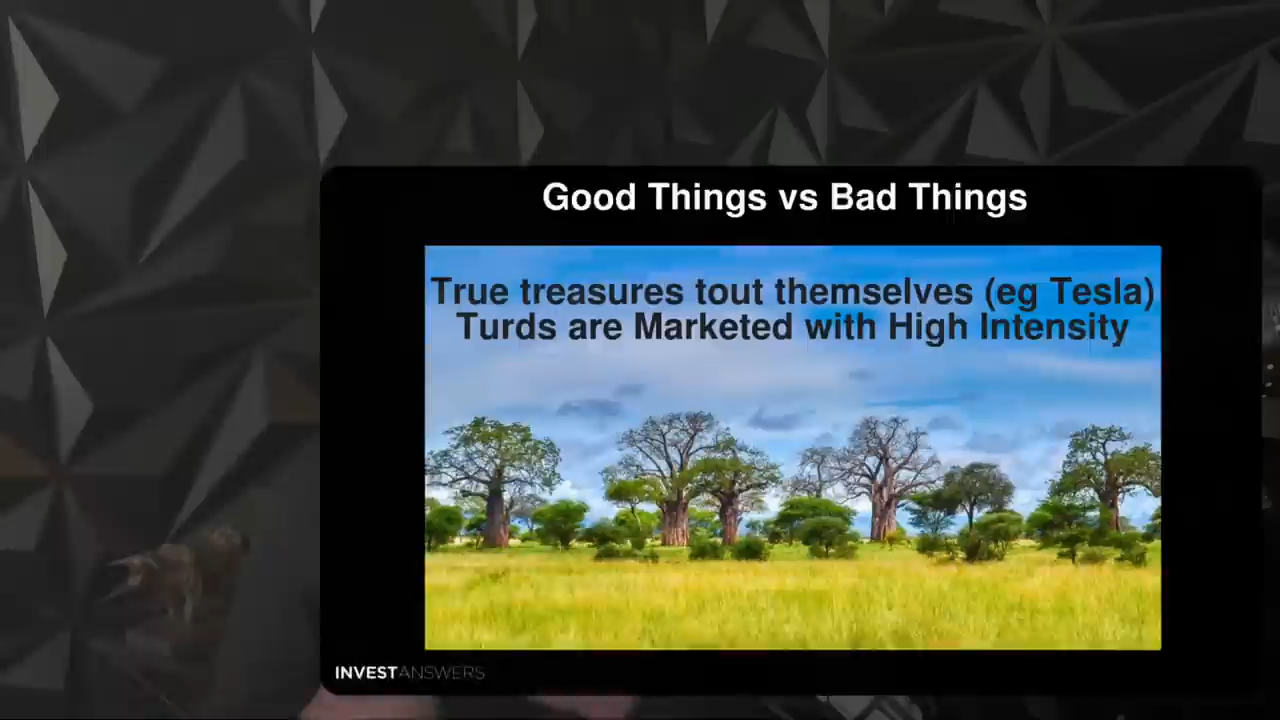 Good Things vs Bad Things
True treasures tout themselves (eg Tesla)
Turds are Marketed with High Intensity
INVESTANSWERS